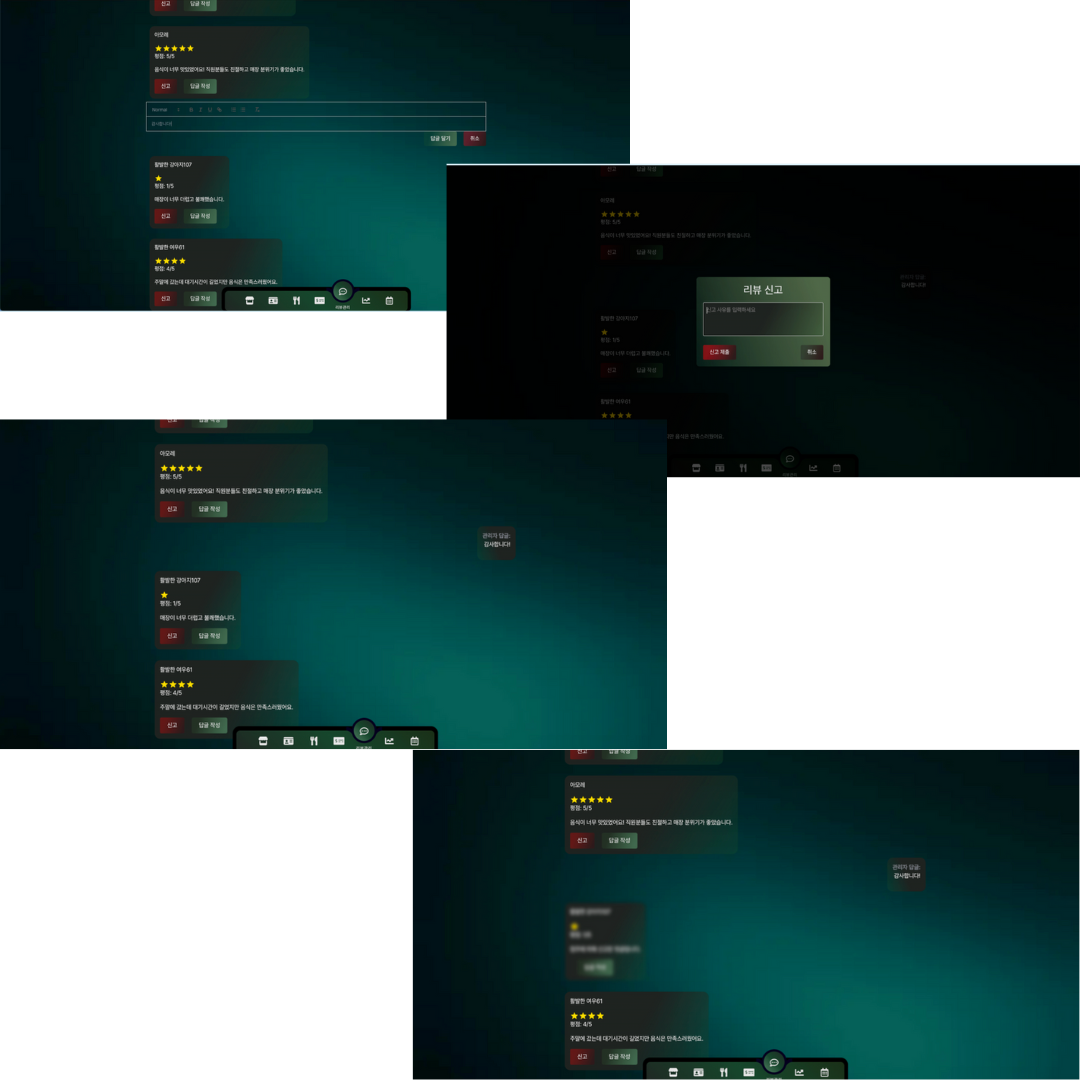 신고 답글 작성
아모레
평점: 5/5
음식이 너무 맛있었어요! 직원분들도 친절하고 매장 분위기가 좋았습니다.
신고 답글 작성
Normal
감사합니다!
답글 달기 취소
활발한 강아지107
평점: 1/5
매장이 너무 더럽고 불쾌했습니다.
신고 답글 작성
활발한 여우61
평점: 4/5
주말에 갔는데 대기시간이 길었지만 음식은 만족스러웠어요.
신고 답글 작성
리뷰관리
신고 답글 작성
아모레
평점: 5/5
음식이 너무 맛있었어요! 직원분들도 친절하고 매장 분위기가 좋았습니다.
신고 답글 작성
관리자 답글:
감사합니다!
리뷰 신고
신고 사유를 입력하세요
신고 제출 취소
활발한 강아지107
평점: 1/5
매장이 너무 더럽고 불쾌했습니다.
신고 답글 작성
활발한 여우61
음식은 만족스러웠어요.
신고 답글 작성
아모레
평점: 5/5
음식이 너무 맛있었어요! 직원분들도 친절하고 매장 분위기가 좋았습니다.
신고 답글 작성
관리자 답글:
감사합니다!
활발한 강아지107
평점: 1/5
매장이 너무 더럽고 불쾌했습니다.
신고 답글 작성
활발한 여우61
평점: 4/5
주말에 갔는데 대기시간이 길었지만 음식은 만족스러웠어요.
신고 답글 작성
신고 답글 작성
아모레
평점: 5/5
음식이 너무 맛있었어요! 직원분들도 친절하고 매장 분위기가 좋았습니다.
신고 답글 작성
관리자 답글:
감사합니다!
활발한 여우61
평점: 4/5
주말에 갔는데 대기시간이 길었지만 음식은 만족스러웠어요.
신고 답글 작성